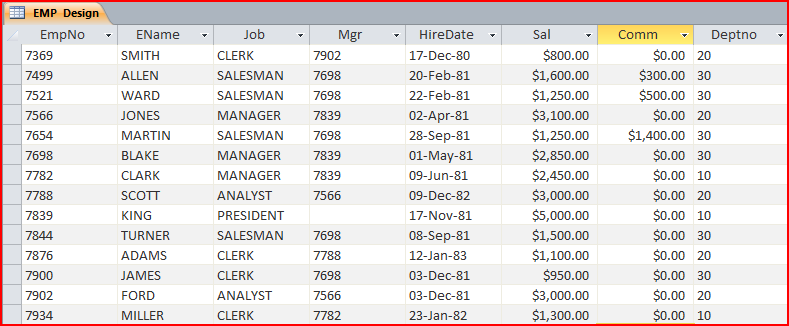 EMP Design
EmpNo EName Job Mgr HireDate Sal Comm Deptno
7369 SMITH CLERK 7902 17-Dec-80 $800.00 $0.00 20
7499 ALLEN SALESMAN 7698 20-Feb-81 $1,600.00 $300.00 30
7521 WARD SALESMAN 7698 22-Feb-81 $1,250.00 $500.00 30
7566 JONES MANAGER 7839 02-Apr-81 $3,100.00 $0.00 20
7654 MARTIN SALESMAN 7698 28-Sep-81 $1,250.00 $1,400.00 30
7698 BLAKE MANAGER 7839 01-May-81 $2,850.00 $0.00 30
7782 CLARK MANAGER 7839 09-Jun-81 $2,450.00 $0.00 10
7788 SCOTT ANALYST 7566 09-Dec-82 $3,000.00 $0.00 20
7839 KING PRESIDENT 17-Nov-81 $5,000.00 $0.00 10
7844 TURNER SALESMAN 7698 08-Sep-81 $1,500.00 $0.00 30
7876 ADAMS CLERK 7788 12-Jan-83 $1,100.00 $0.00 20
7900 JAMES CLERK 7698 03-Dec-81 $950.00 $0.00 30
7902 FORD ANALYST 7566 03-Dec-81 $3,000.00 $0.00 20
7934 MILLER CLERK 7782 23-Jan-82 $1,300.00 $0.00 10